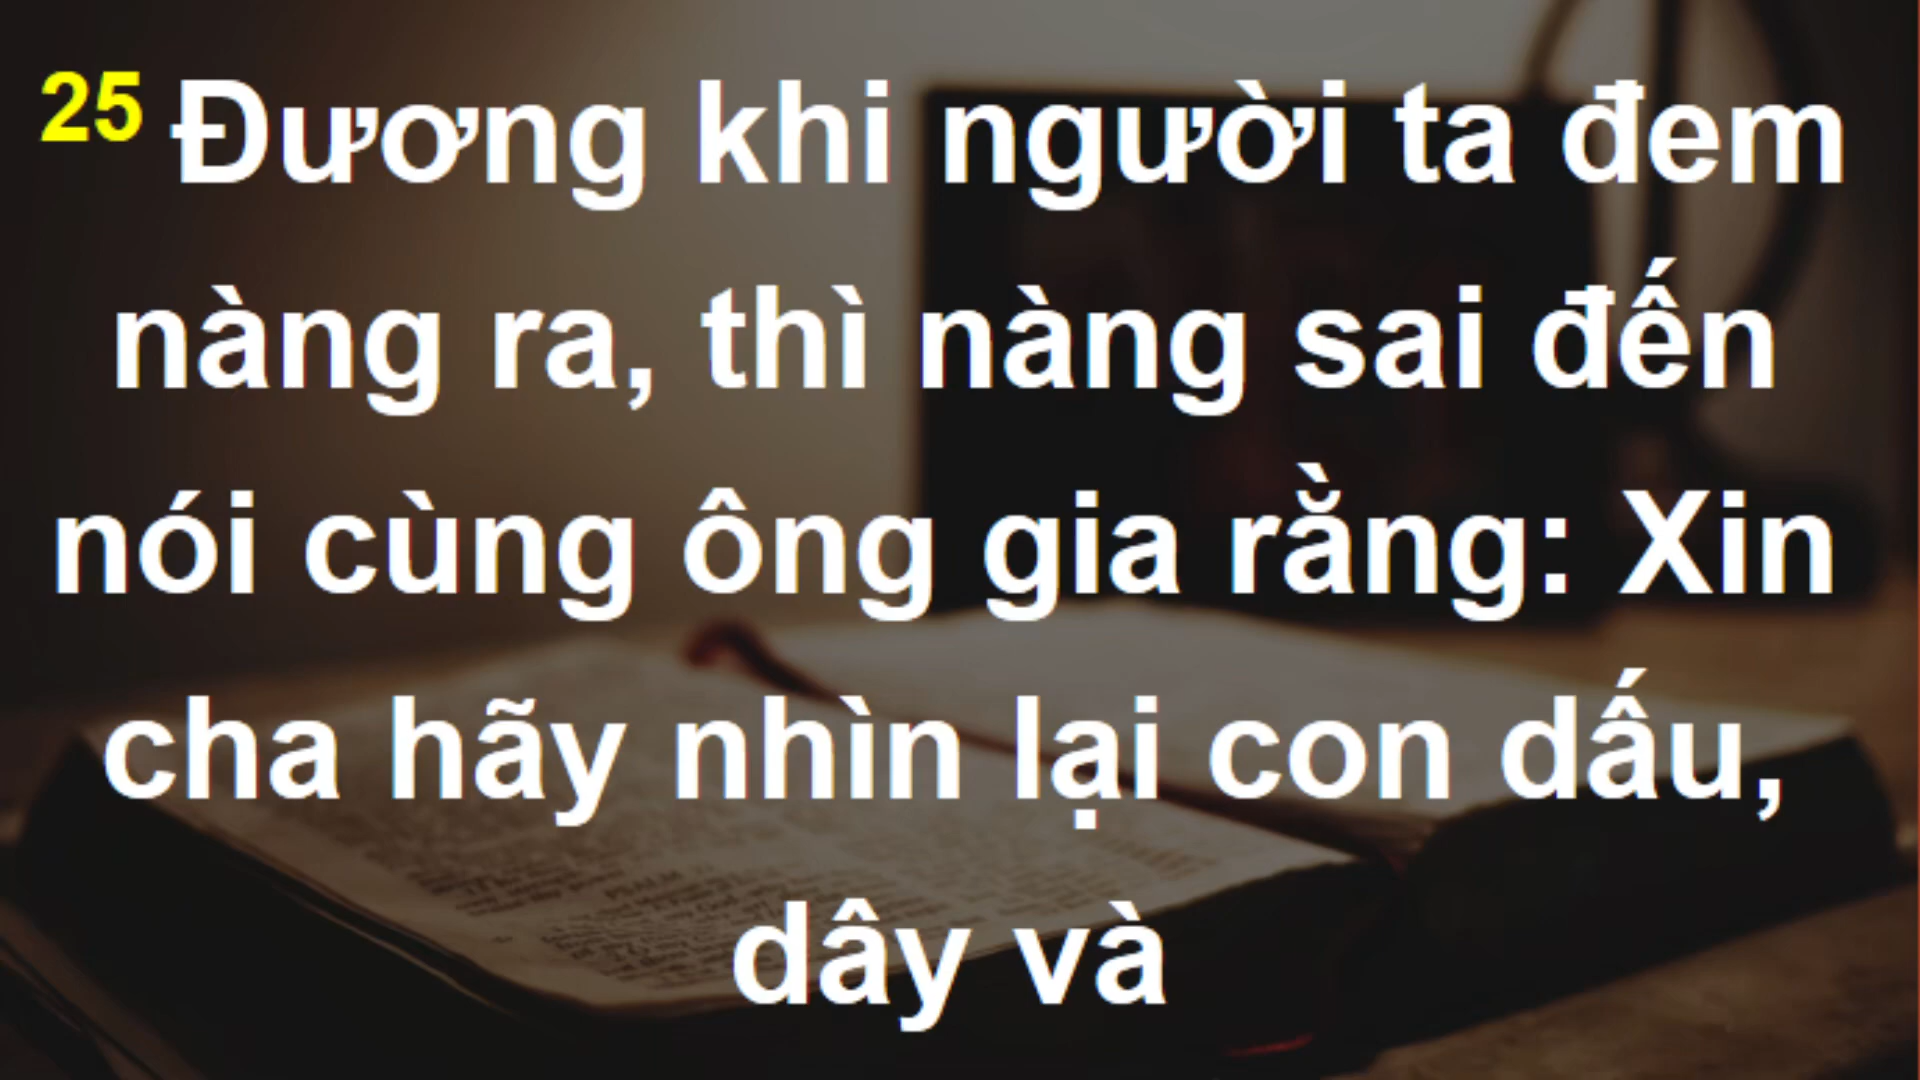 25 Đương khi người ta đem
nàng ra, thì nàng sai đến
nói cùng ông gia rằng: Xin
cha hãy nhìn lại con dấu,
dây và